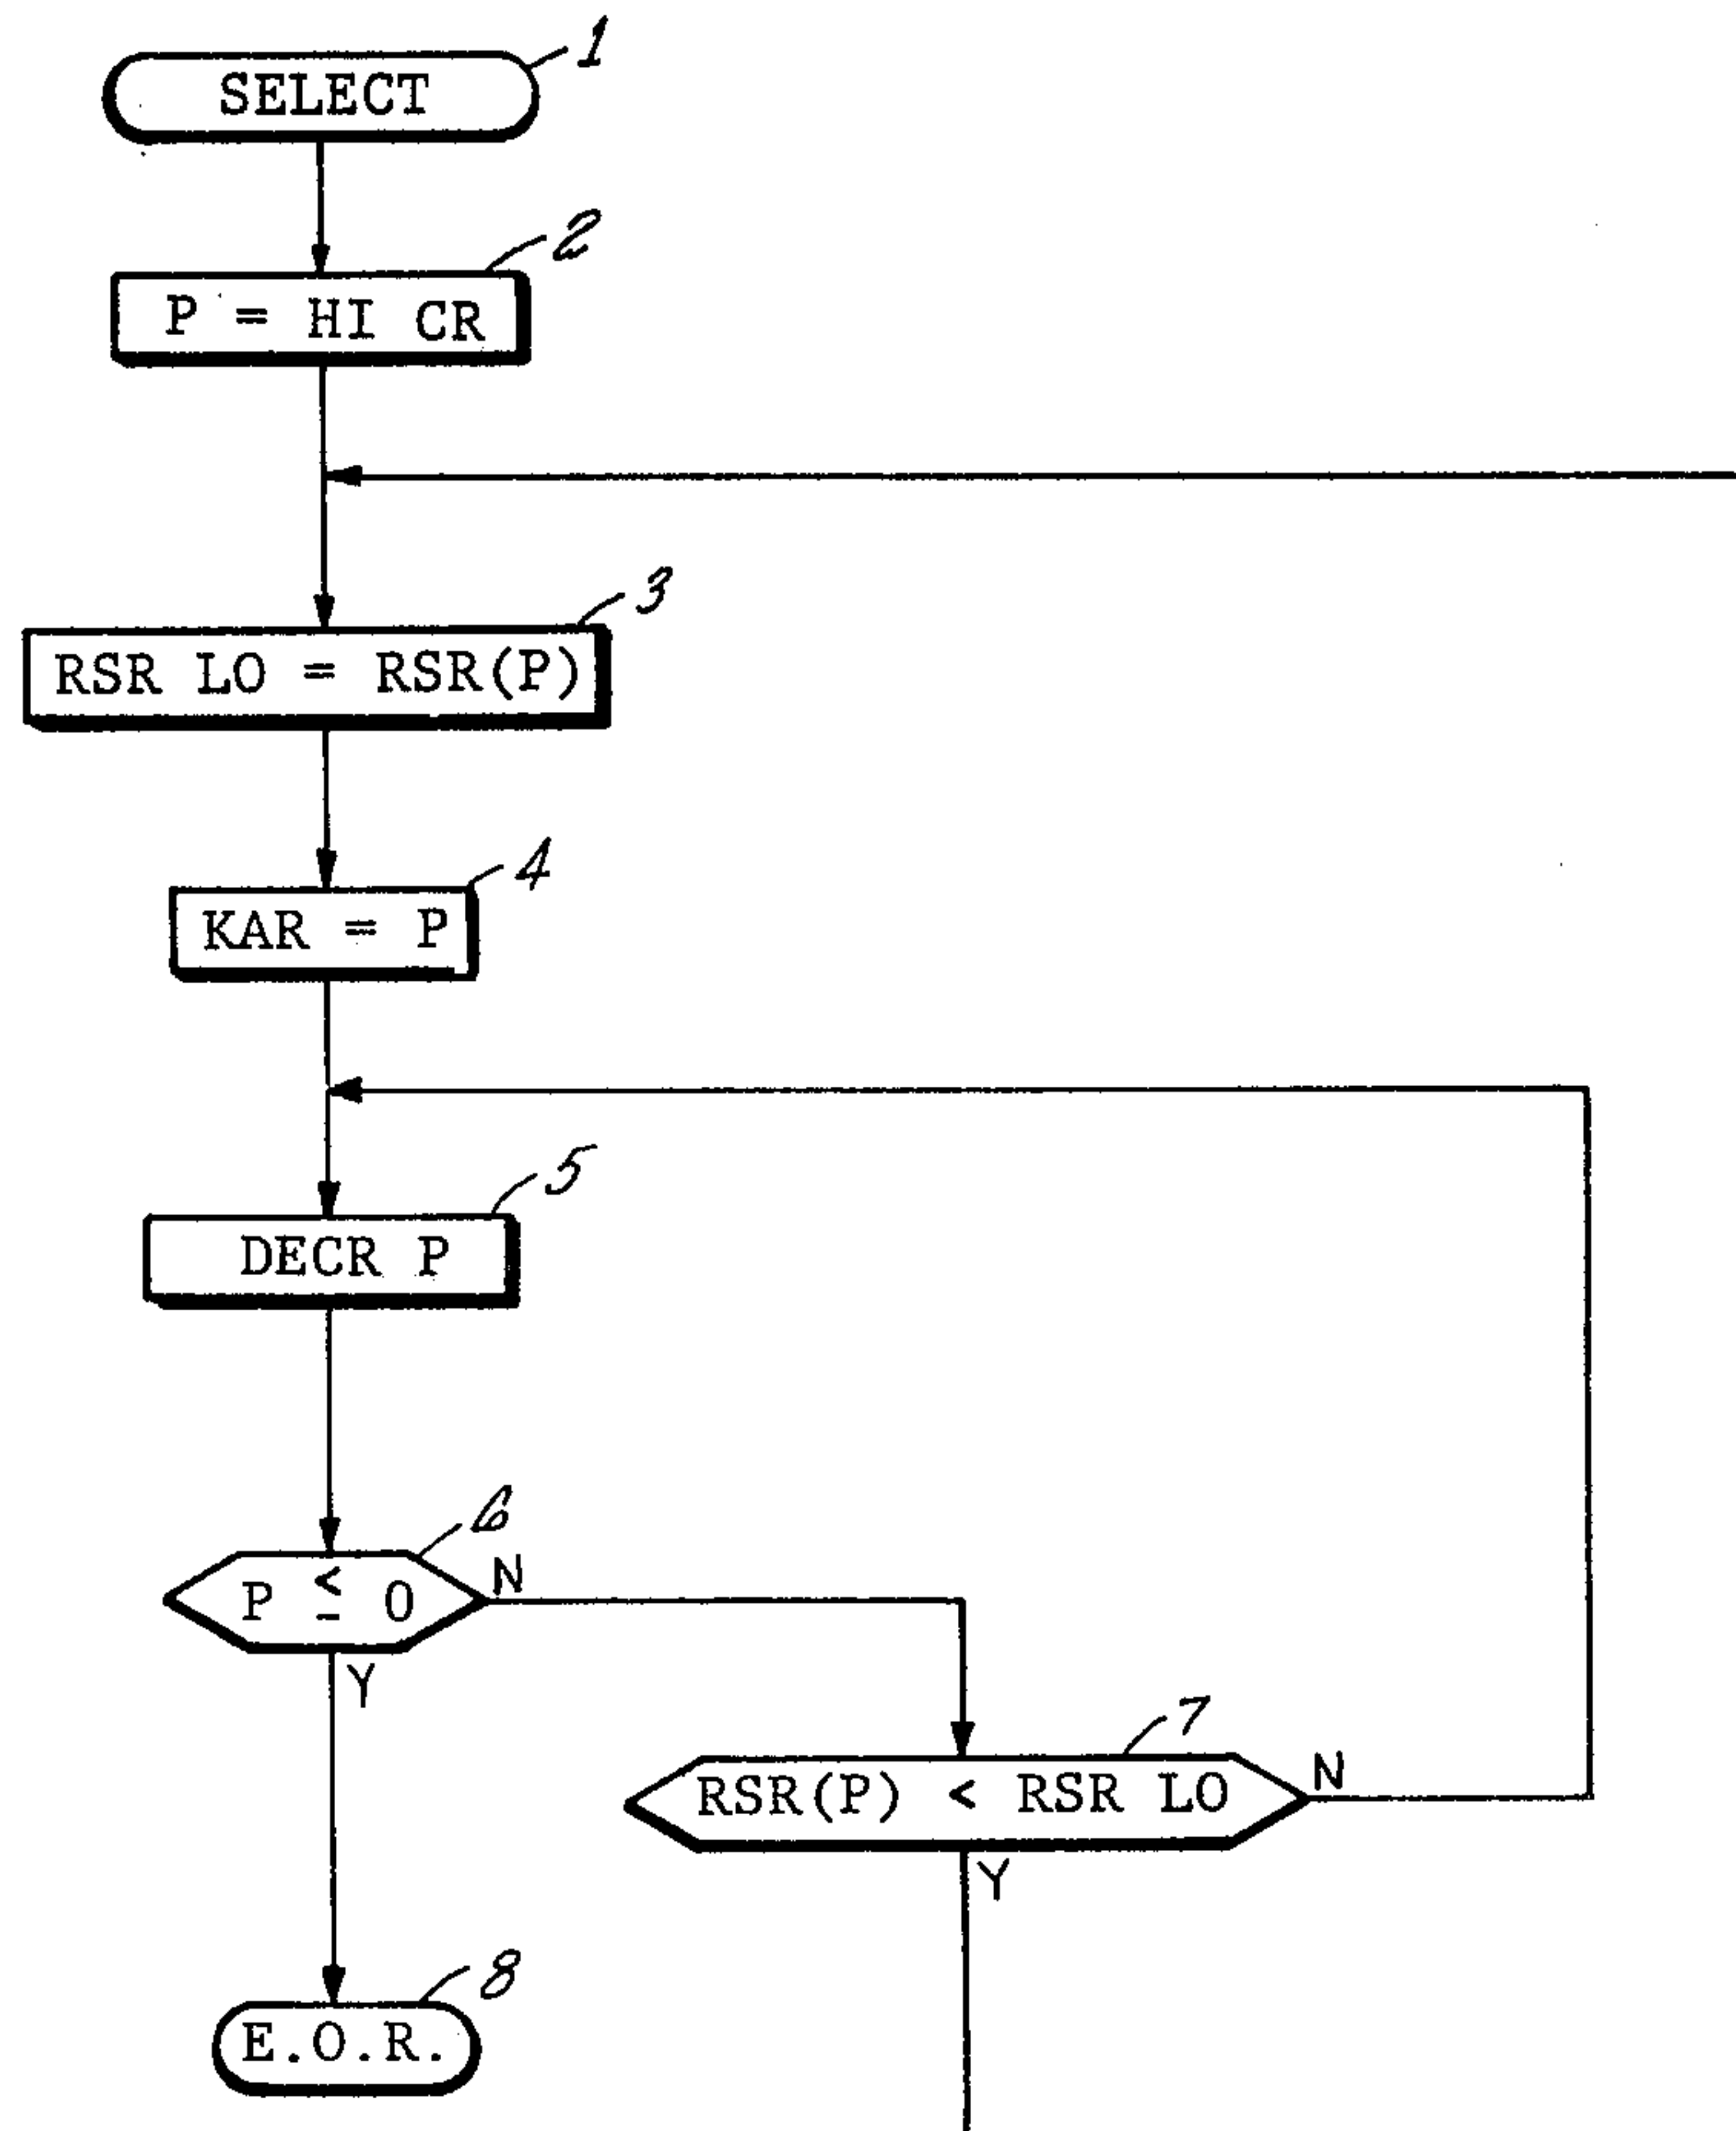 1
SELECT
2
P = HI CR
3
RSR LO = RSR(P)
4
KAR = P
5
DECR P
6
P ≤ 0
N
Y
7
RSR(P) < RSR LO
N
Y
8
E.O.R.